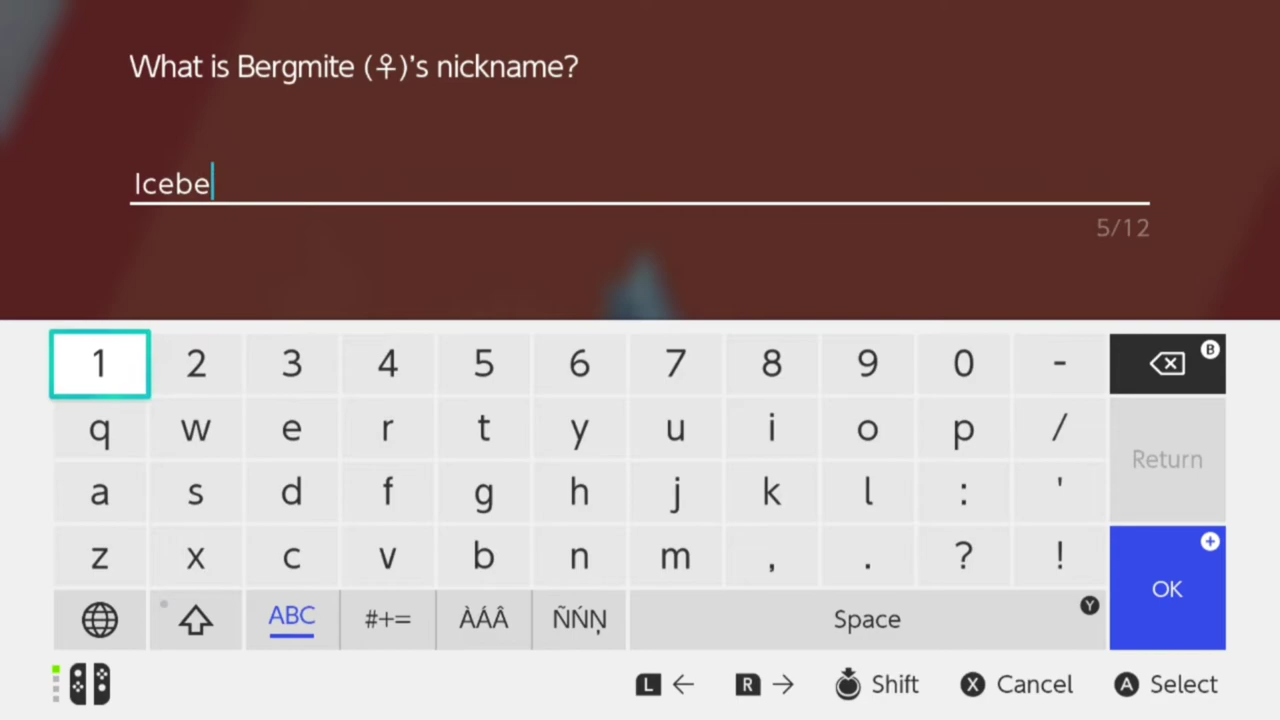 What is Bergmite (♀)'s nickname?
Icebe
5/12
1 2 3 4 5 6 7 8 9 0 - B
q w e r t y u i o p /
Return
a s d f g h j k l : '
z x c v b n m , . ? ! +
OK
ABC #+= ÀÁÂ ÑŃŅ Space Y
L ← R → Shift X Cancel A Select